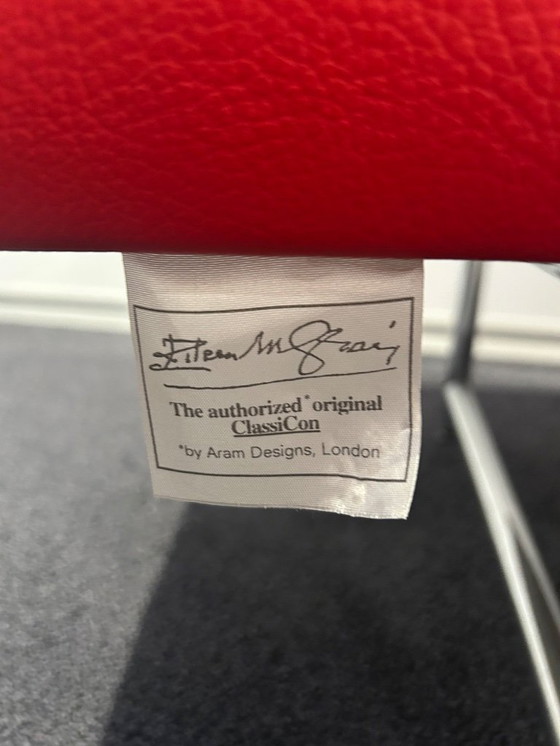 Eileen M Gray
The authorized* original
ClassiCon
*by Aram Designs, London